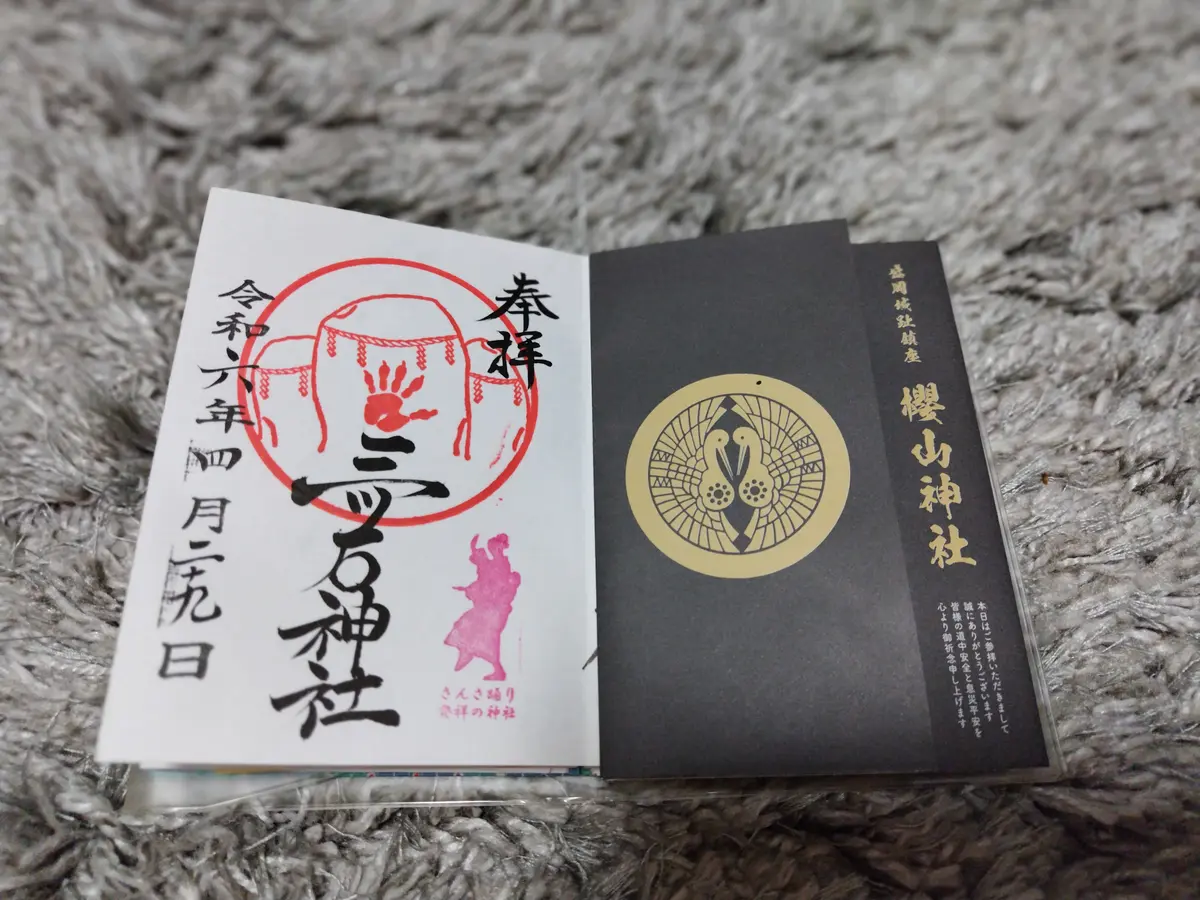 奉拝
三ツ石神社
令和六年四月二十九日
さんさ踊り
発祥の神社
盛岡城趾鎮座
櫻山神社
本日はご参拝いただきまして
誠にありがとうございます
皆様の道中安全と息災平安を
心より御祈念申し上げます